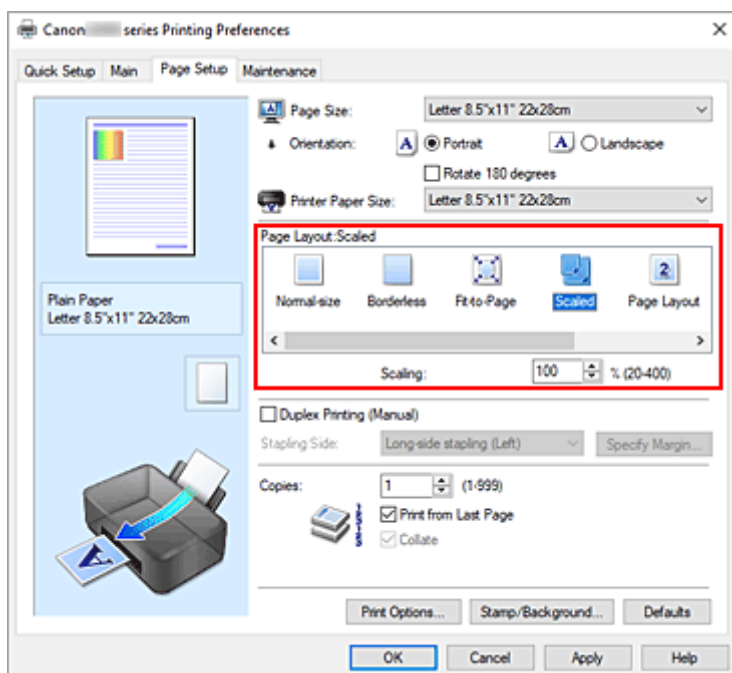 Canon series Printing Preferences
Quick Setup Main Page Setup Maintenance
Page Size: Letter 8.5"x11" 22x28cm
Orientation: A Portrait A Landscape
Rotate 180 degrees
Printer Paper Size: Letter 8.5"x11" 22x28cm
Page Layout:Scaled
Normal-size Borderless Fit-to-Page Scaled 2 Page Layout
Scaling: 100 % (20-400)
Plain Paper
Letter 8.5"x11" 22x28cm
Duplex Printing (Manual)
Stapling Side: Long-side stapling (Left) Specify Margin...
Copies: 1 (1-999)
Print from Last Page
Collate
A
Print Options... Stamp/Background... Defaults
OK Cancel Apply Help